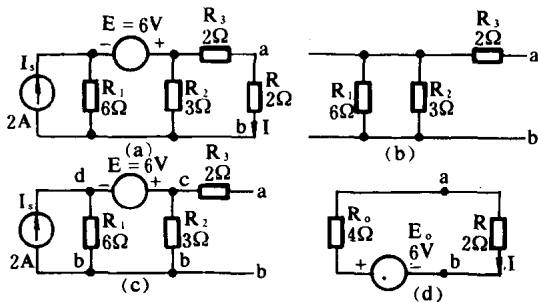 E = 6V
R₃
2Ω
a
Iₛ
R₁
6Ω
R₂
3Ω
R
2Ω
2A
b
I
(a)
R₃
2Ω
a
R₁
6Ω
R₂
3Ω
b
(b)
E = 6V
R₃
2Ω
d
c
a
Iₛ
R₁
6Ω
R₂
3Ω
2A
b
b
b
(c)
a
R₀
4Ω
E₀
6V
R
2Ω
b
I
(d)